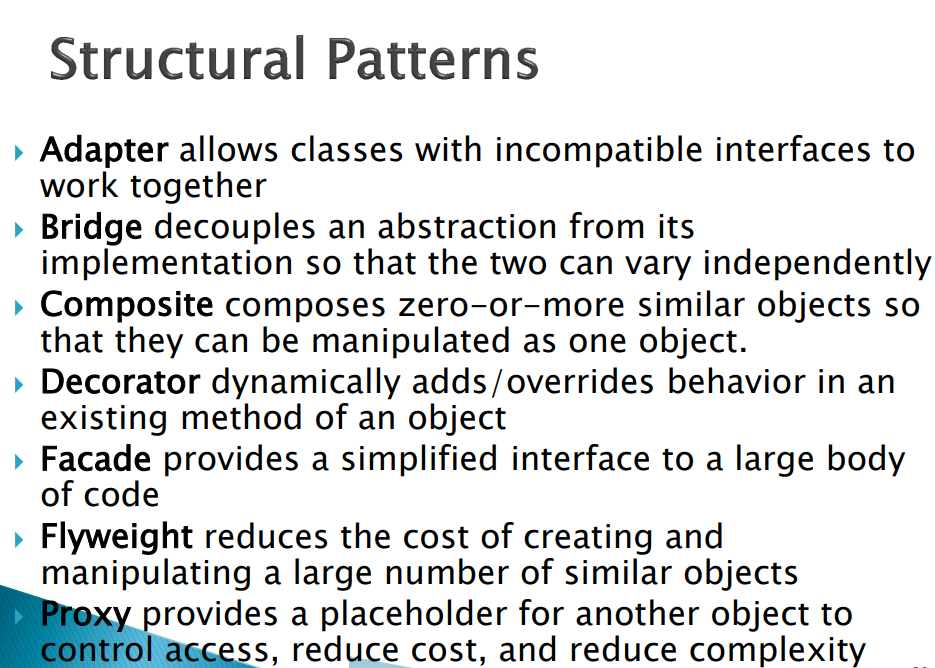 Structural Patterns
Adapter allows classes with incompatible interfaces to
work together
Bridge decouples an abstraction from its
implementation so that the two can vary independently
Composite composes zero-or-more similar objects so
that they can be manipulated as one object.
Decorator dynamically adds/overrides behavior in an
existing method of an object
Facade provides a simplified interface to a large body
of code
Flyweight reduces the cost of creating and
manipulating a large number of similar objects
Proxy provides a placeholder for another object to
control access, reduce cost, and reduce complexity